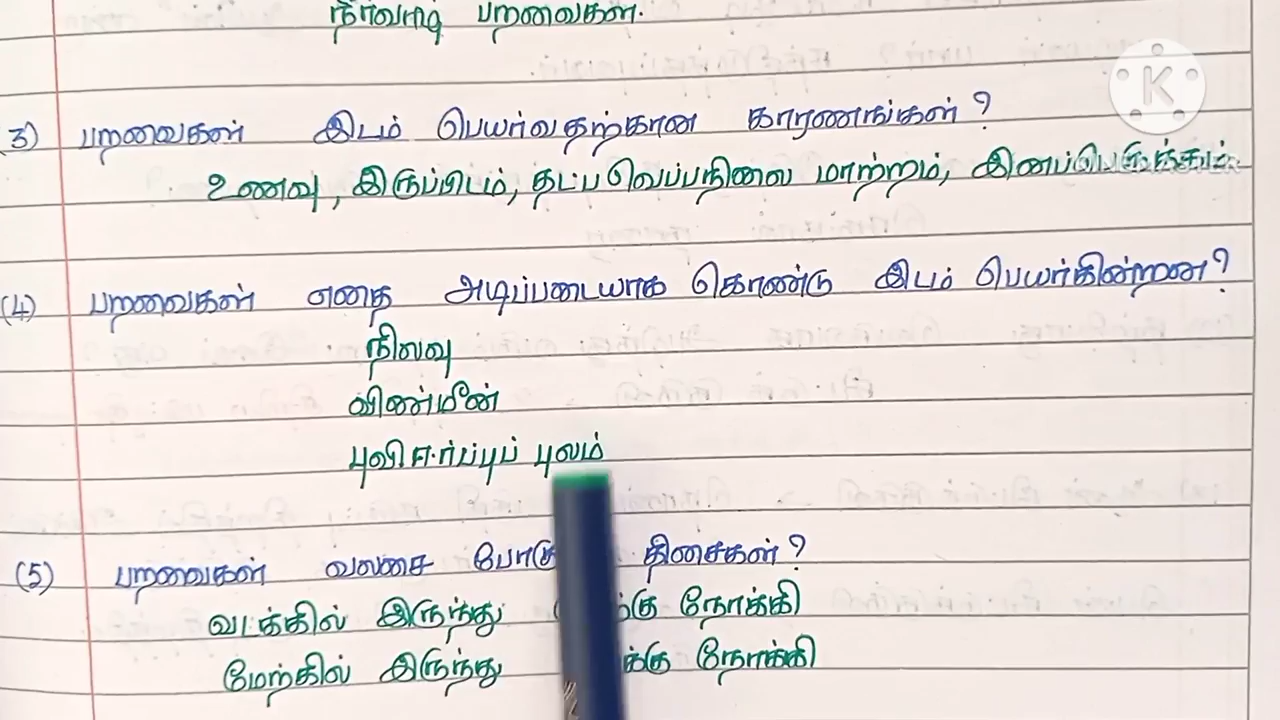 நீர்வாழ் பறவைகள்.
3) பறவைகள் இடம் பெயர்வதற்கான காரணங்கள் ?
உணவு, இருப்பிடம், தட்பவெப்பநிலை மாற்றம், இனப்பெருக்கம்.
(4) பறவைகள் எதை அடிப்படையாக கொண்டு இடம் பெயர்கின்றன ?
நிலவு
விண்மீன்
புவிஈர்ப்புப் புலம்
(5) பறவைகள் வலசை திசைகள் ?
வடக்கில் இருந்து நோக்கி
மேற்கில் இருந்து நோக்கி
K